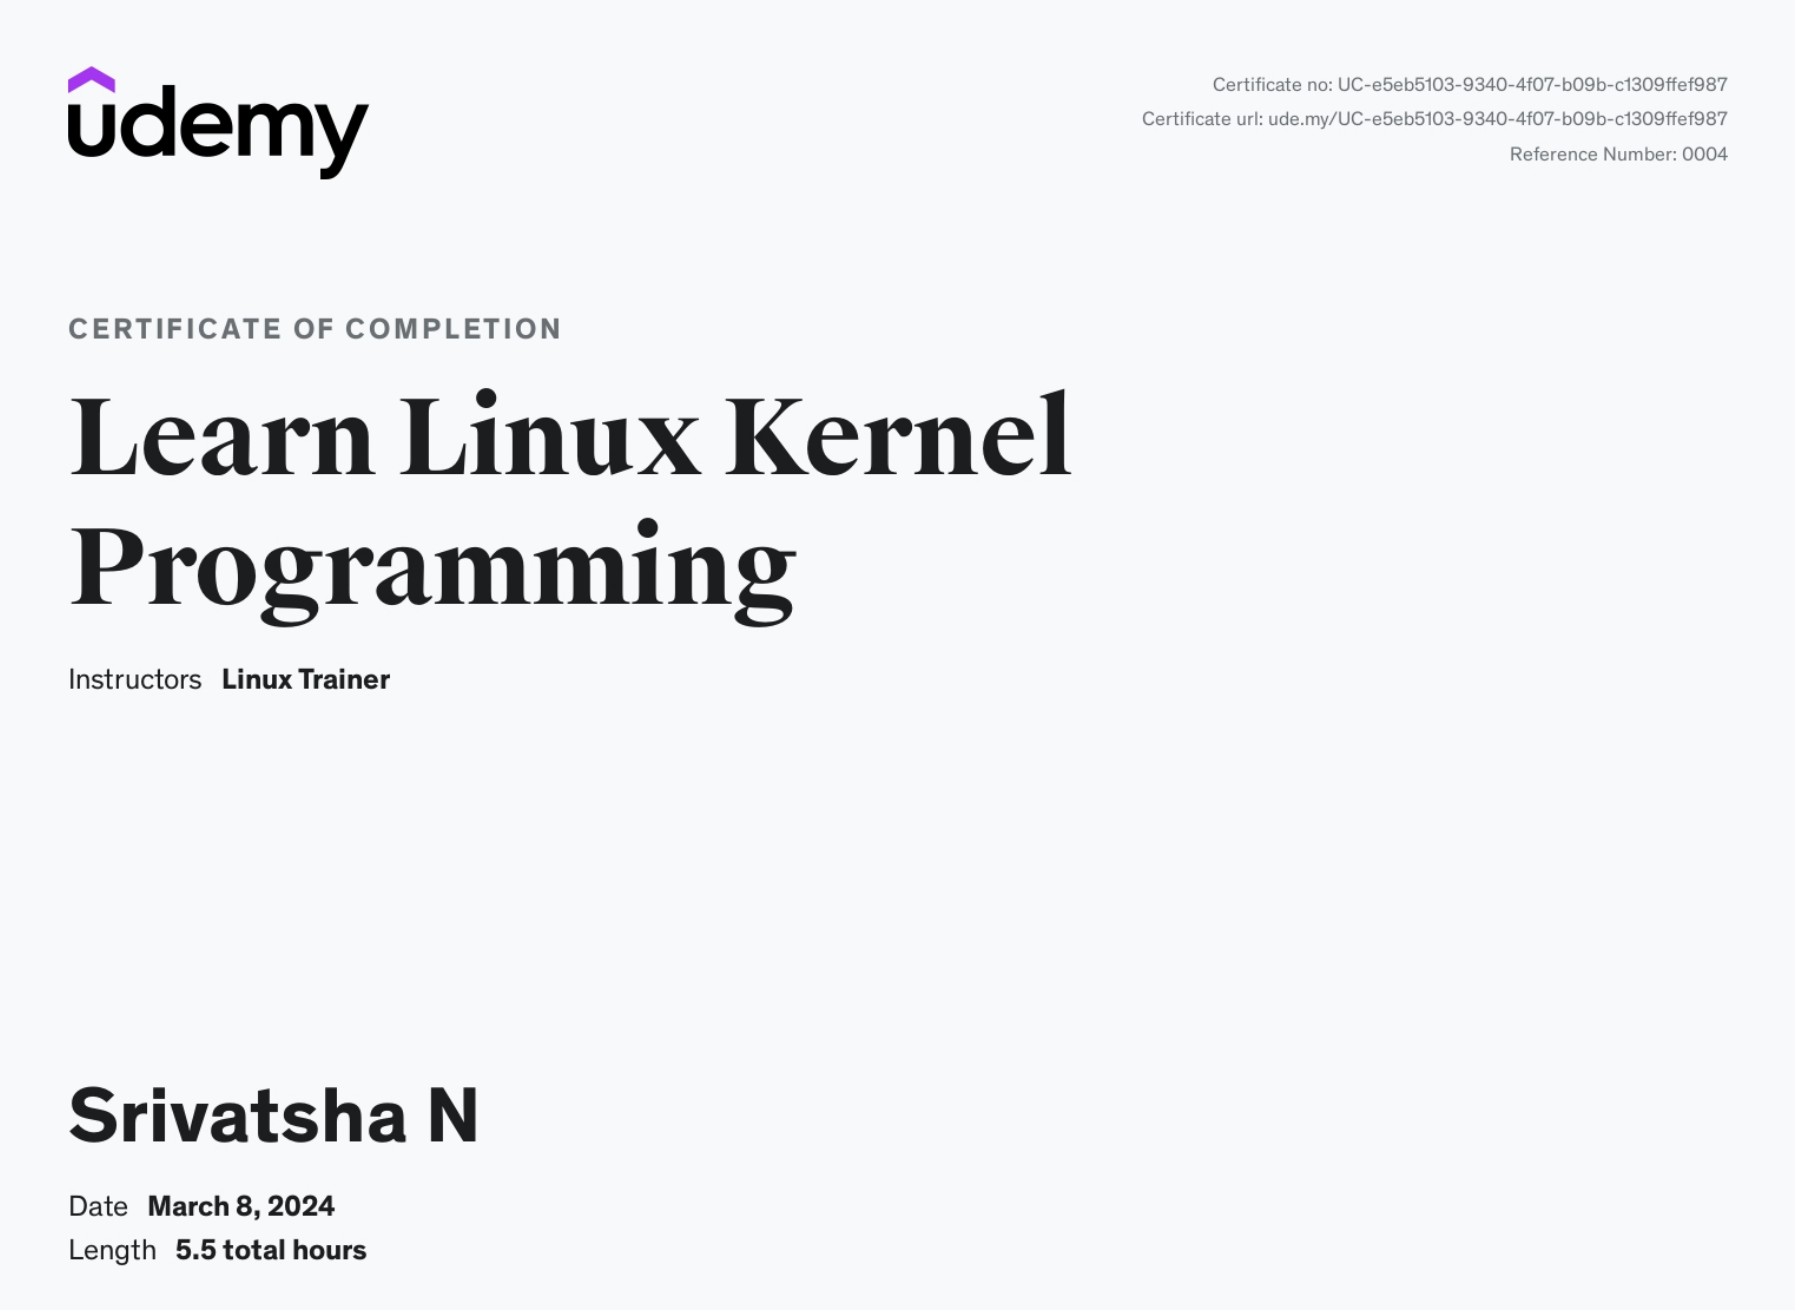 udemy
Certificate no: UC-e5eb5103-9340-4f07-b09b-c1309ffef987
Certificate url: ude.my/UC-e5eb5103-9340-4f07-b09b-c1309ffef987
Reference Number: 0004
CERTIFICATE OF COMPLETION
Learn Linux Kernel
Programming
Instructors Linux Trainer
Srivatsha N
Date March 8, 2024
Length 5.5 total hours